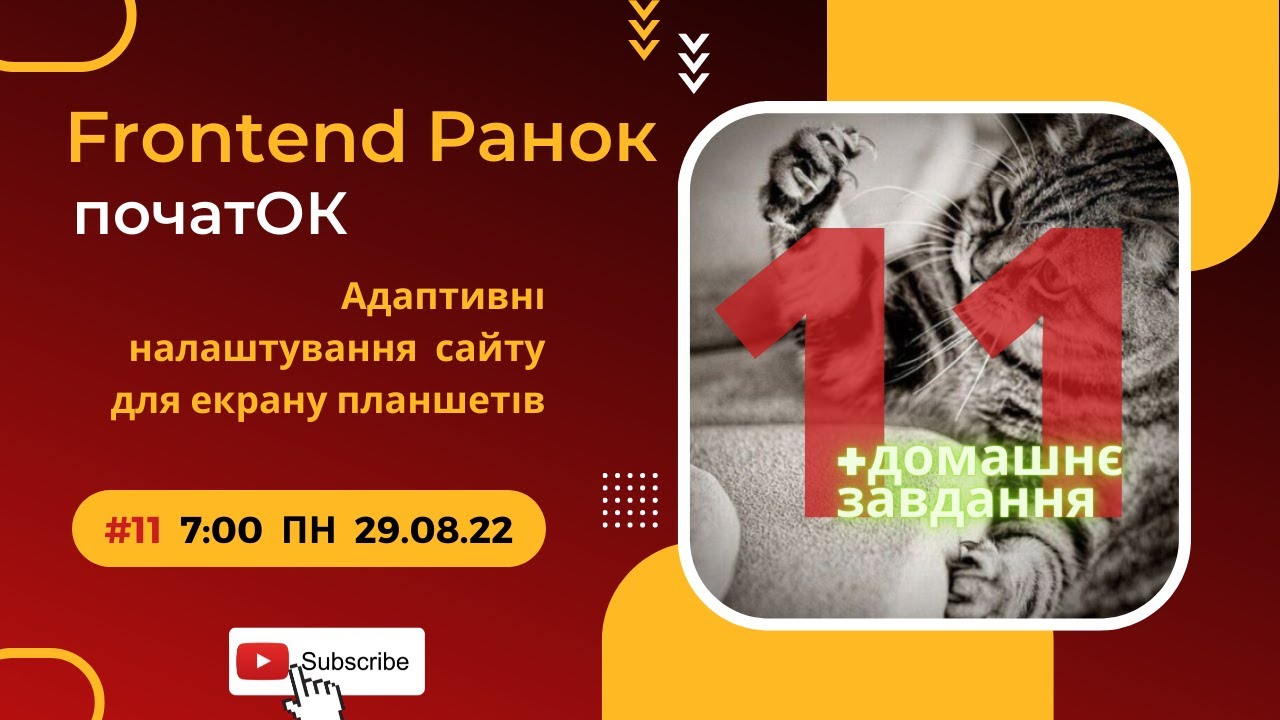 Frontend Ранок
початОК
Адаптивні
налаштування сайту
для екрану планшетів
#11 7:00 ПН 29.08.22
11
+домашнє
завдання
Subscribe